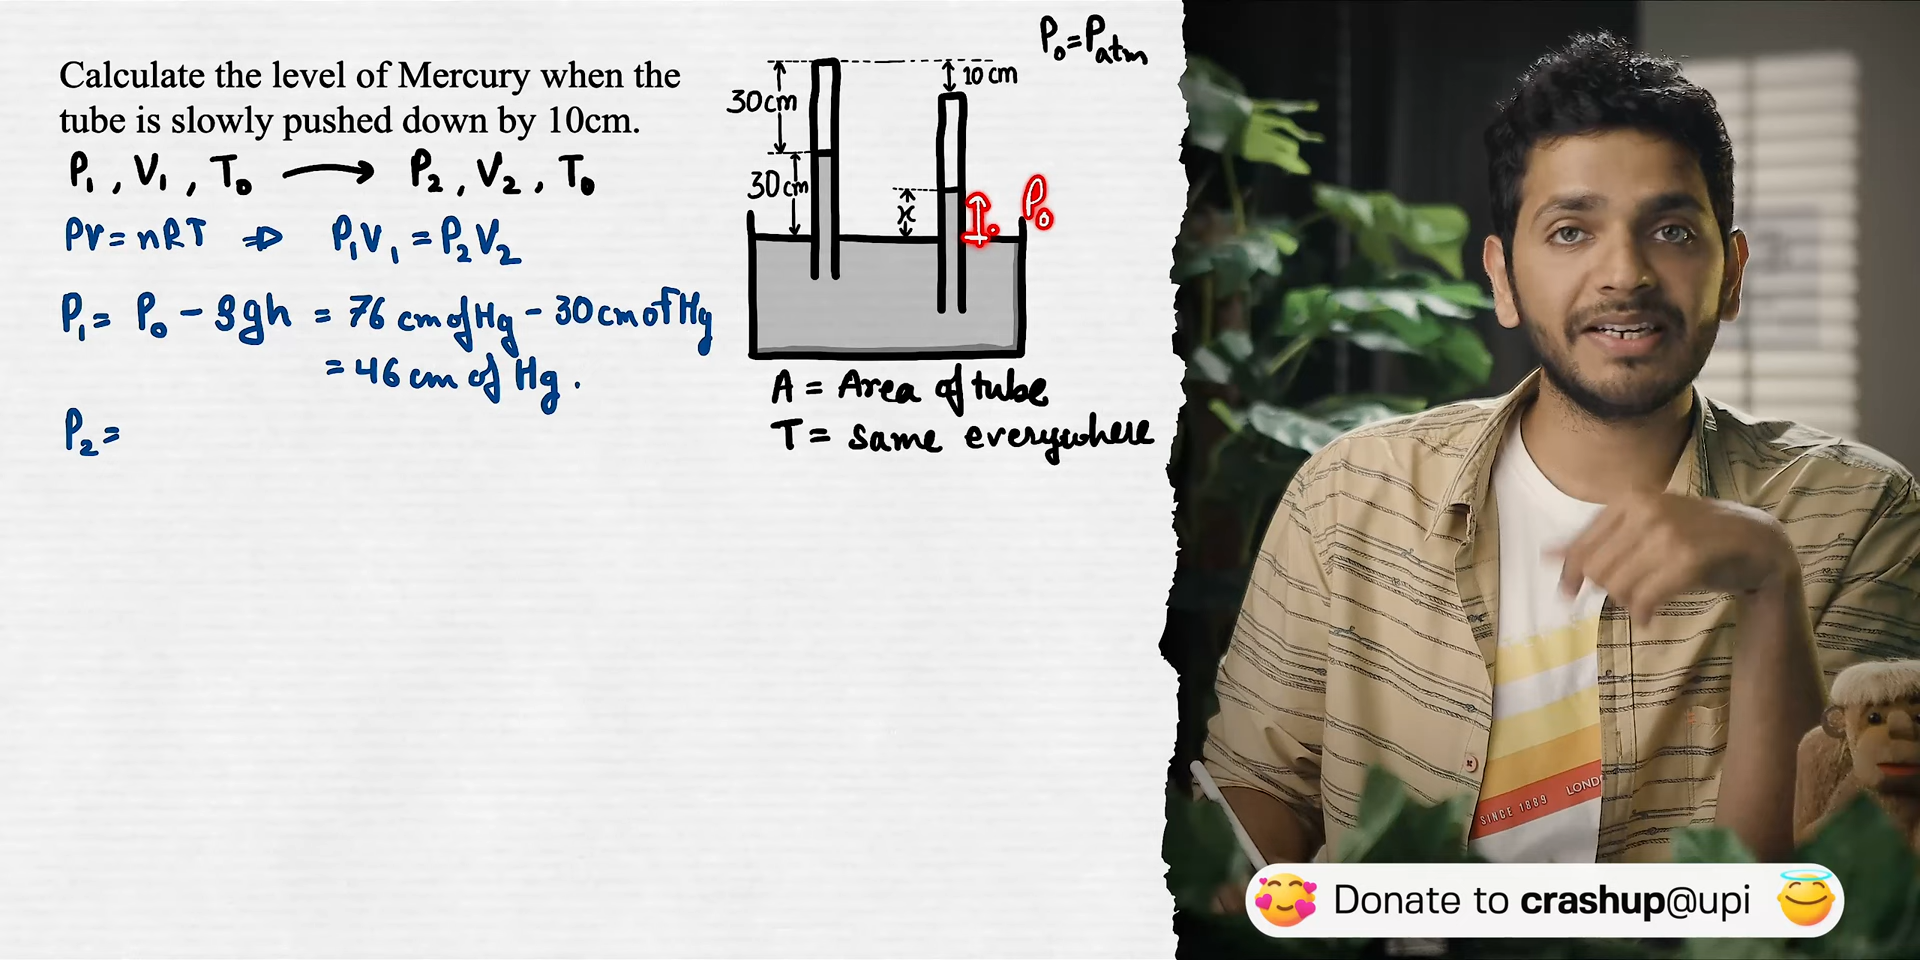 Calculate the level of Mercury when the
tube is slowly pushed down by 10cm.
P₁ , V₁ , T₀ ⟶ P₂ , V₂ , T₀
PV = nRT ⇒ P₁V₁ = P₂V₂
P₁ = P₀ - ρgh = 76 cm of Hg - 30 cm of Hg
= 46 cm of Hg .
P₂ =
P₀ = Patm
10 cm
30 cm
30 cm
x
P₀
A = Area of tube
T = same everywhere
SINCE 1889
Donate to crashup@upi